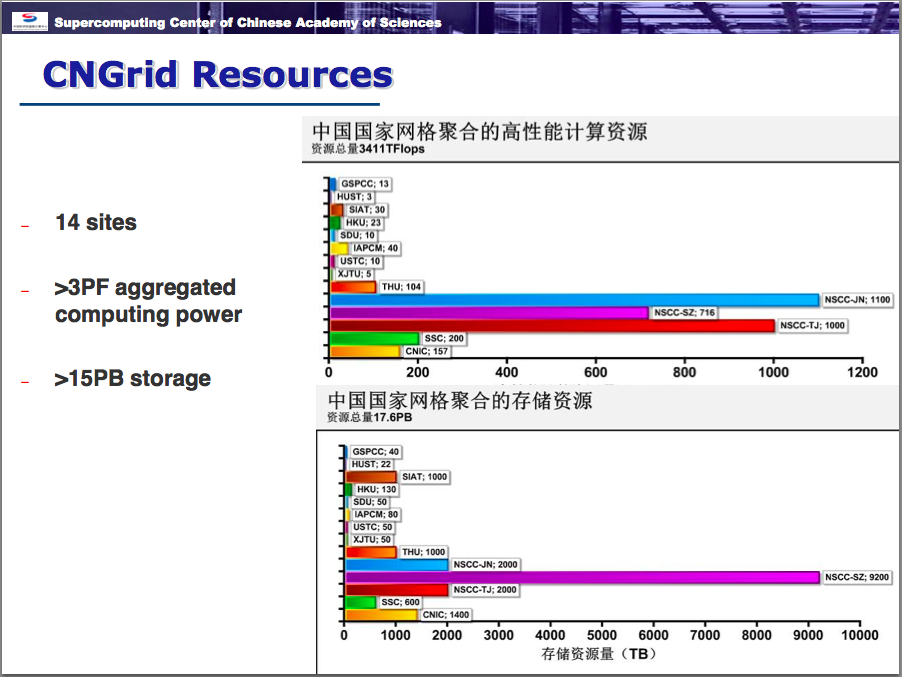 Supercomputing Center of Chinese Academy of Sciences
CNGrid Resources
– 14 sites
– >3PF aggregated
computing power
– >15PB storage
中国国家网格聚合的高性能计算资源
资源总量3411TFlops
GSPCC; 13
HUST; 3
SIAT; 30
HKU; 23
SDU; 10
IAPCM; 40
USTC; 10
XJTU; 5
THU; 104
NSCC-JN; 1100
NSCC-SZ; 716
NSCC-TJ; 1000
SSC; 200
CNIC; 157
0 200 400 600 800 1000 1200
中国国家网格聚合的存储资源
资源总量17.6PB
GSPCC; 40
HUST; 22
SIAT; 1000
HKU; 130
SDU; 50
IAPCM; 80
USTC; 50
XJTU; 50
THU; 1000
NSCC-JN; 2000
NSCC-SZ; 9200
NSCC-TJ; 2000
SSC; 600
CNIC; 1400
0 1000 2000 3000 4000 5000 6000 7000 8000 9000 10000
存储资源量（TB）